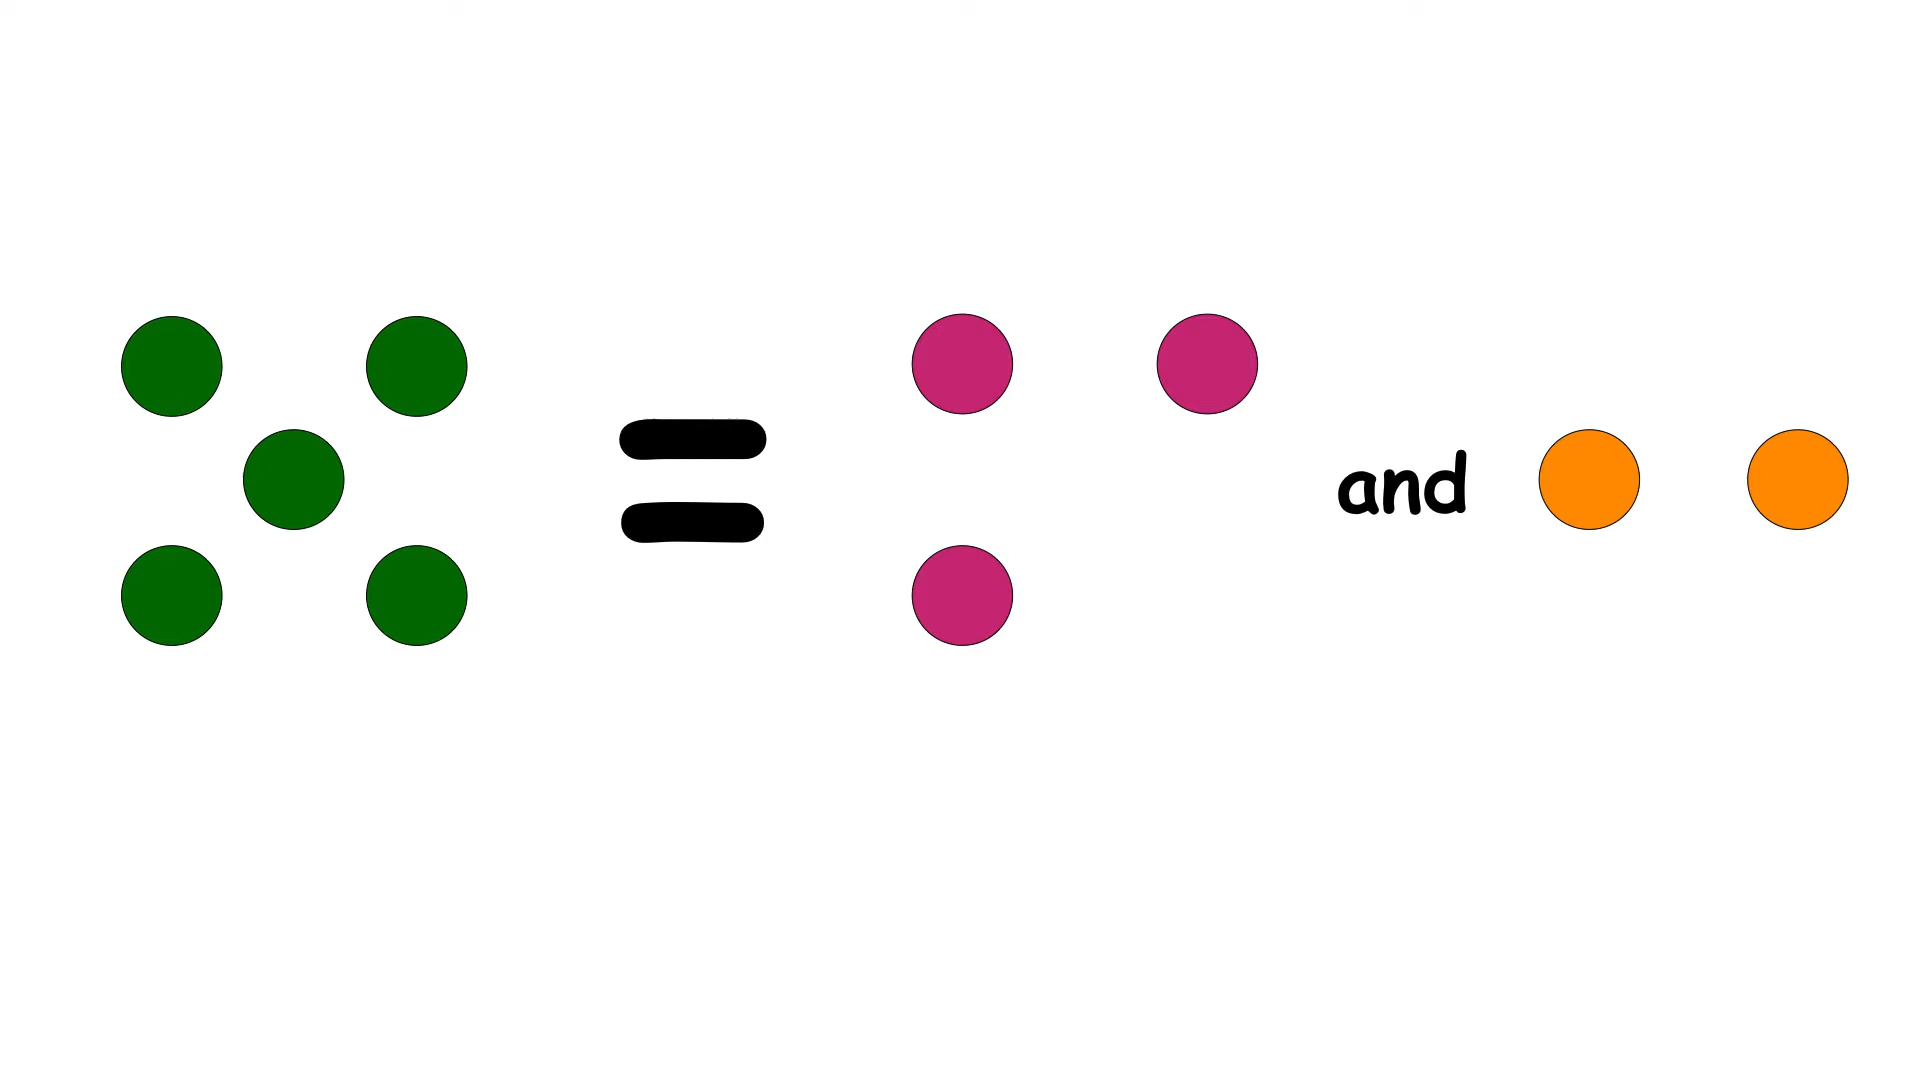 = and